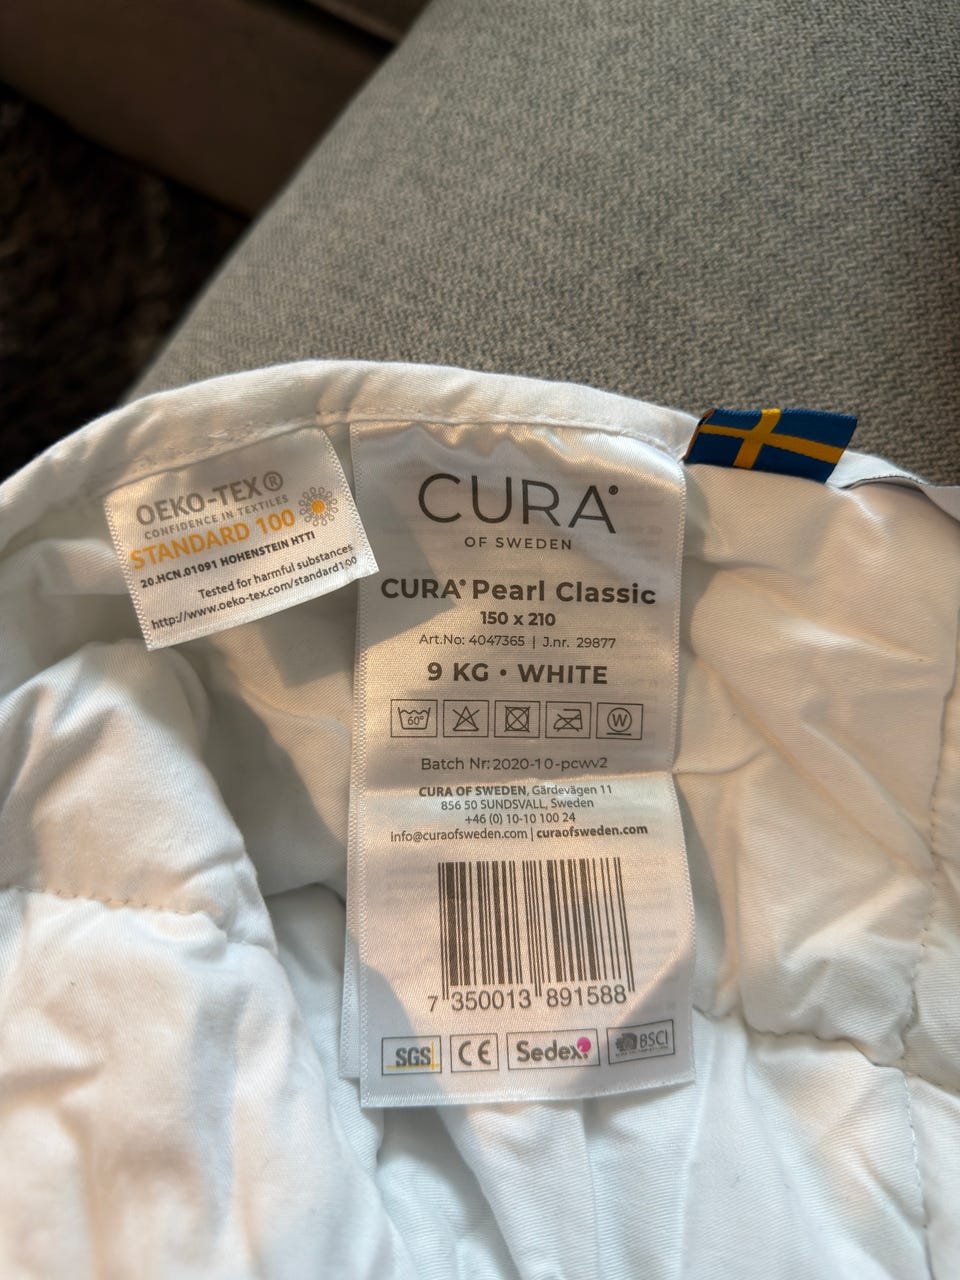 OEKO-TEX®
CONFIDENCE IN TEXTILES
STANDARD 100
20.HCN.01091 HOHENSTEIN HTTI
Tested for harmful substances
http://www.oeko-tex.com/standard100
CURA®
OF SWEDEN
CURA® Pearl Classic
150 x 210
Art.No: 4047365 | J.nr. 29877
9 KG • WHITE
60°
W
Batch Nr: 2020-10-pcwv2
CURA OF SWEDEN, Gärdevägen 11
856 50 SUNDSVALL, Sweden
+46 (0) 10-10 100 24
info@curaofsweden.com | curaofsweden.com
7 350013 891588
SGS CE Sedex BSCI